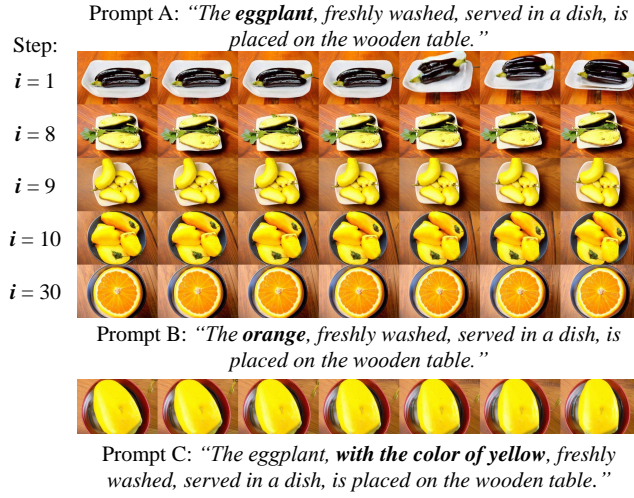 Prompt A: “The eggplant, freshly washed, served in a dish, is
placed on the wooden table.”
Step:
i = 1
i = 8
i = 9
i = 10
i = 30
Prompt B: “The orange, freshly washed, served in a dish, is
placed on the wooden table.”
Prompt C: “The eggplant, with the color of yellow, freshly
washed, served in a dish, is placed on the wooden table.”